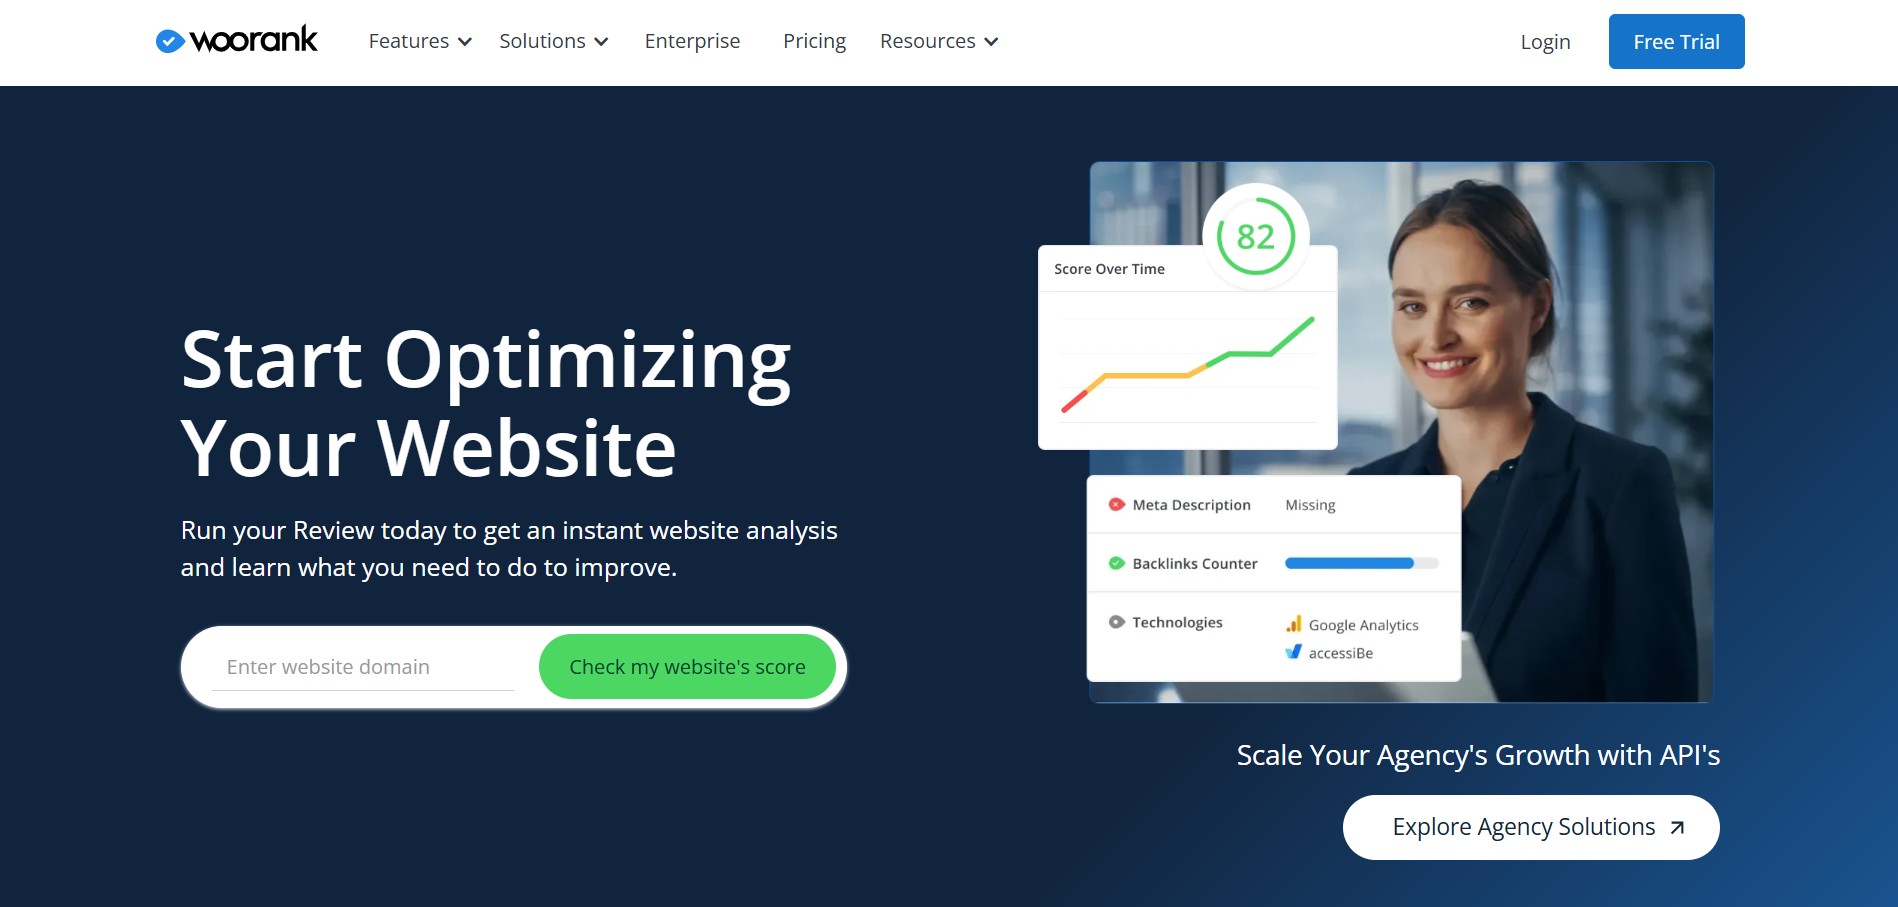 woorank
Features
Solutions
Enterprise
Pricing
Resources
Login
Free Trial
Start Optimizing
Your Website
Run your Review today to get an instant website analysis
and learn what you need to do to improve.
Enter website domain
Check my website's score
82
Score Over Time
Meta Description Missing
Backlinks Counter
Technologies Google Analytics
accessiBe
Scale Your Agency's Growth with API's
Explore Agency Solutions